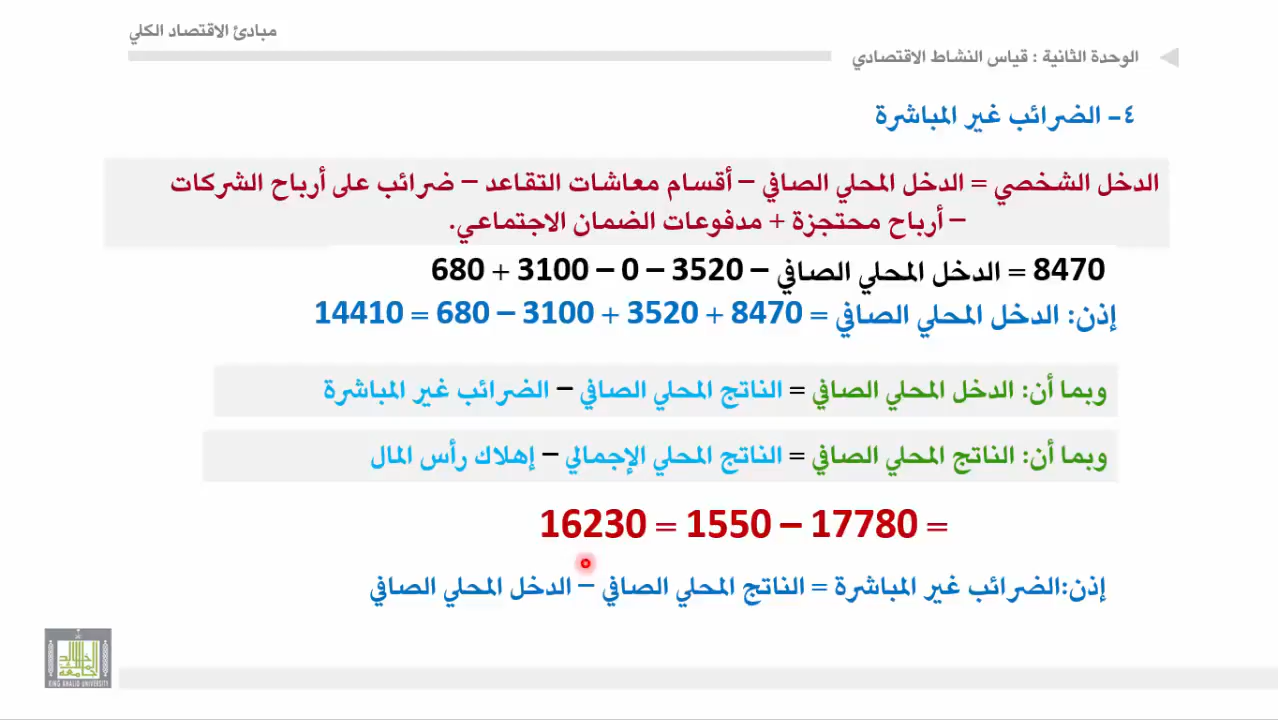 مبادئ الاقتصاد الكلي
الوحدة الثانية : قياس النشاط الاقتصادي
٤- الضرائب غير المباشرة
الدخل الشخصي = الدخل المحلي الصافي – أقسام معاشات التقاعد – ضرائب على أرباح الشركات
– أرباح محتجزة + مدفوعات الضمان الاجتماعي.
8470 = الدخل المحلي الصافي – 3520 – 0 – 3100 + 680
إذن: الدخل المحلي الصافي = 8470 + 3520 + 3100 – 680 = 14410
وبما أن: الدخل المحلي الصافي = الناتج المحلي الصافي – الضرائب غير المباشرة
وبما أن: الناتج المحلي الصافي = الناتج المحلي الإجمالي – إهلاك رأس المال
= 17780 – 1550 = 16230
إذن:الضرائب غير المباشرة = الناتج المحلي الصافي – الدخل المحلي الصافي
KING KHALID UNIVERSITY